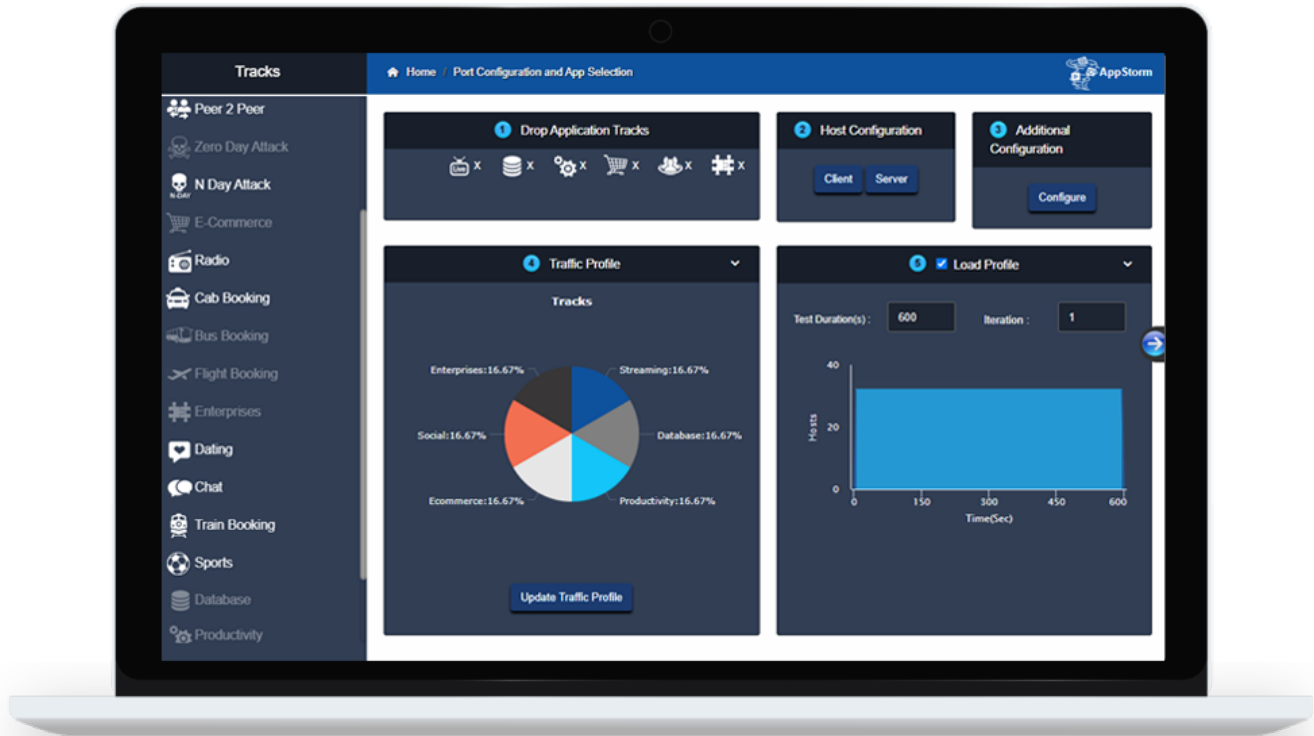 Tracks
Home / Port Configuration and App Selection
AppStorm
Peer 2 Peer
Zero Day Attack
N-DAY
N Day Attack
E-Commerce
Radio
Cab Booking
Bus Booking
Flight Booking
Enterprises
Dating
Chat
Train Booking
Sports
Database
Productivity
1 Drop Application Tracks
Live x x x x x x
2 Host Configuration
Client Server
3 Additional
Configuration
Configure
4 Traffic Profile
Tracks
Enterprises:16.67% Streaming:16.67%
Social:16.67% Database:16.67%
Ecommerce:16.67% Productivity:16.67%
Update Traffic Profile
5 Load Profile
Test Duration(s) : 600 Iteration : 1
40
20
0
Hosts
0 150 300 450 600
Time(Sec)